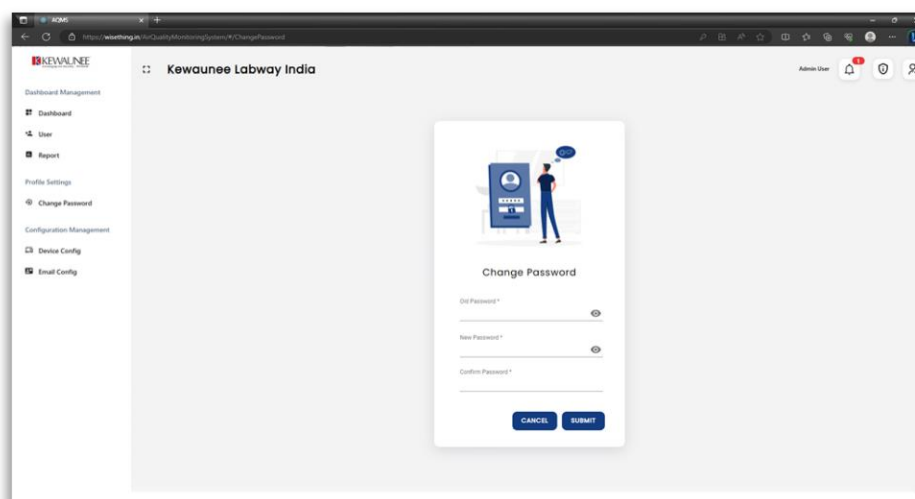 AQMS
https://wisething.in/AirQualityMonitoringSystem/#/ChangePassword
KEWAUNEE
Kewaunee Labway India
Admin User
Dashboard Management
Dashboard
User
Report
Profile Settings
Change Password
Configuration Management
Device Config
Email Config
Change Password
Old Password *
New Password *
Confirm Password *
CANCEL
SUBMIT